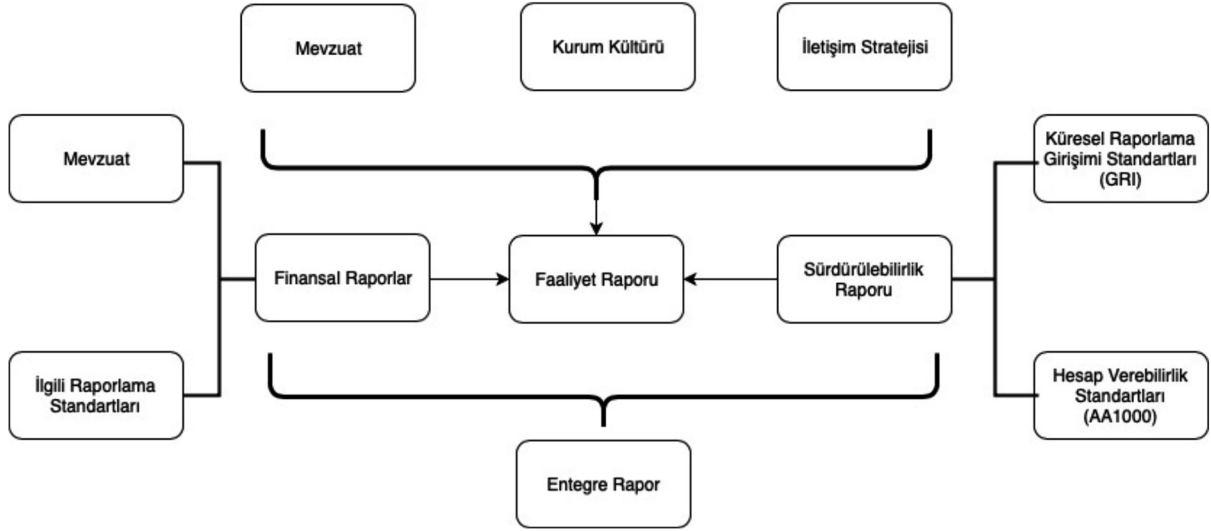 Mevzuat
Kurum Kültürü
İletişim Stratejisi
Mevzuat
Küresel Raporlama
Girişimi Standartları
(GRI)
Finansal Raporlar
Faaliyet Raporu
Sürdürülebilirlik
Raporu
İlgili Raporlama
Standartları
Hesap Verebilirlik
Standartları
(AA1000)
Entegre Rapor